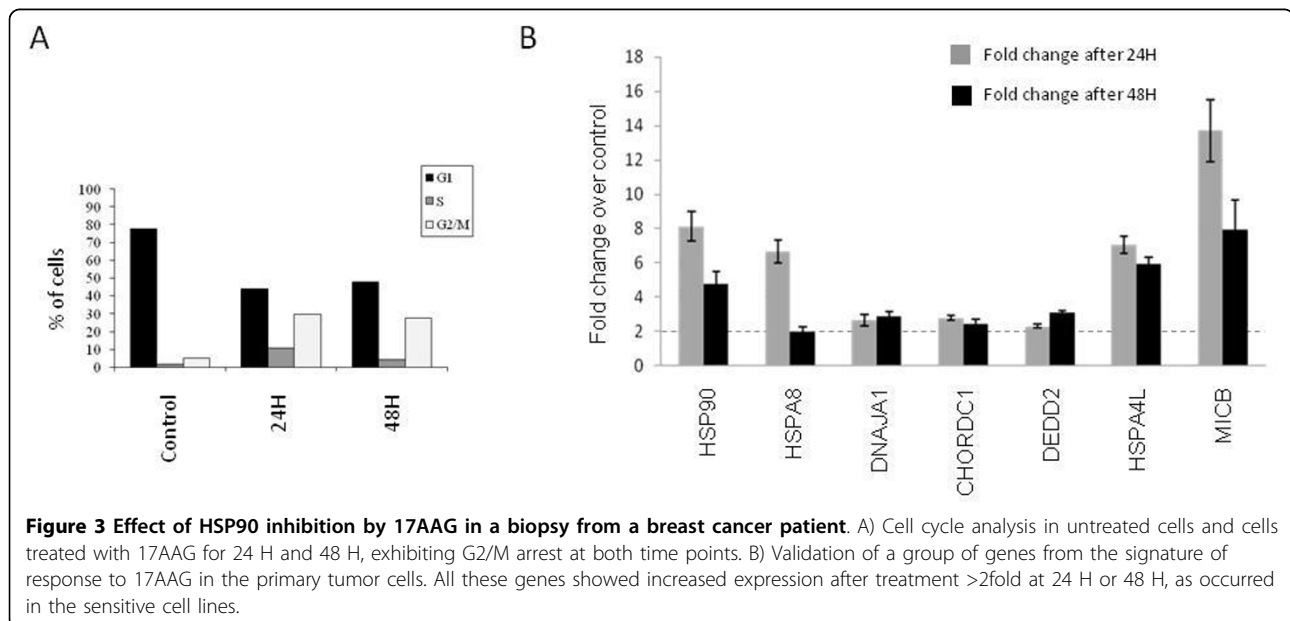 A
% of cells
100
90
80
70
60
50
40
30
20
10
0
G1
S
G2/M
Control
24H
48H
B
Fold change over control
18
16
14
12
10
8
6
4
2
0
Fold change after 24H
Fold change after 48H
HSP90
HSPA8
DNAJA1
CHORDC1
DEDD2
HSPA4L
MICB
Figure 3 Effect of HSP90 inhibition by 17AAG in a biopsy from a breast cancer patient. A) Cell cycle analysis in untreated cells and cells
treated with 17AAG for 24 H and 48 H, exhibiting G2/M arrest at both time points. B) Validation of a group of genes from the signature of
response to 17AAG in the primary tumor cells. All these genes showed increased expression after treatment >2fold at 24 H or 48 H, as occurred
in the sensitive cell lines.